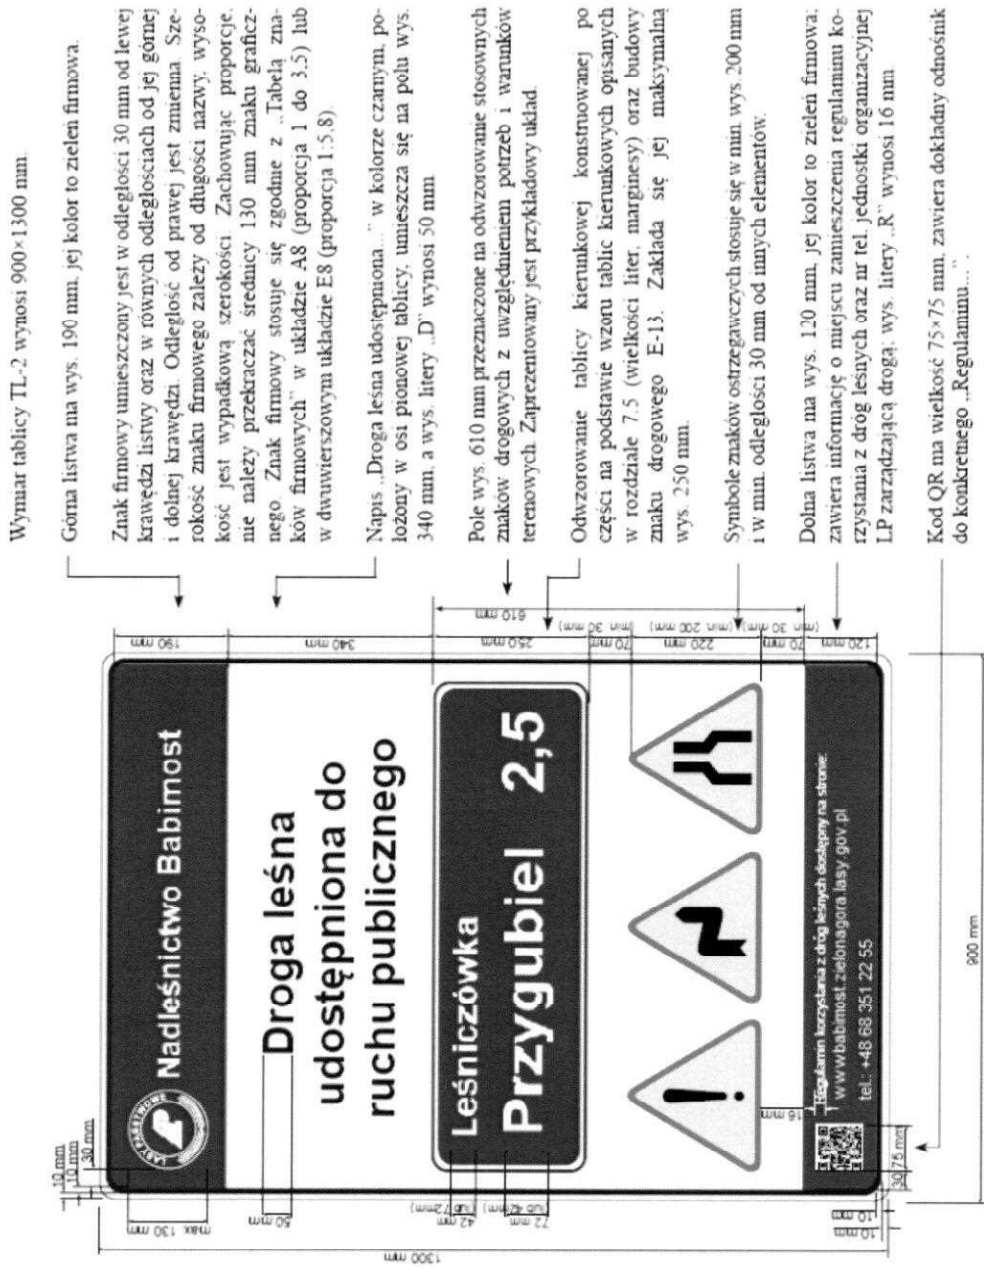 Wymiar tablicy TL-2 wynosi 900×1300 mm.
Górna listwa ma wys. 190 mm, jej kolor to zieleń firmowa.
Znak firmowy umieszczony jest w odległości 30 mm od lewej
krawędzi listwy oraz w równych odległościach od jej górnej
i dolnej krawędzi. Odległość od prawej jest zmienna. Sze-
rokość znaku firmowego zależy od długości nazwy, wyso-
kość jest wypadkową szerokości. Zachowując proporcje,
nie należy przekraczać średnicy 130 mm znaku graficz-
nego. Znak firmowy stosuje się zgodnie z „Tabelą zna-
ków firmowych" w układzie A8 (proporcja 1 do 3.5) lub
w dwuwierszowym układzie E8 (proporcja 1:5.8).
Napis „Droga leśna udostępniona..." w kolorze czarnym, po-
łożony w osi pionowej tablicy, umieszcza się na polu wys.
340 mm, a wys. litery „D" wynosi 50 mm
Pole wys. 610 mm przeznaczone na odwzorowanie stosownych
znaków drogowych z uwzględnieniem potrzeb i warunków
terenowych. Zaprezentowany jest przykładowy układ.
Odwzorowanie tablicy kierunkowej konstruowanej po
części na podstawie wzoru tablic kierunkowych opisanych
w rozdziale 7.5 (wielkości liter, marginesy) oraz budowy
znaku drogowego E-13. Zakłada się jej maksymalną
wys. 250 mm.
Symbole znaków ostrzegawczych stosuje się w min. wys. 200 mm
i w min. odległości 30 mm od innych elementów.
Dolna listwa ma wys. 120 mm, jej kolor to zieleń firmowa;
zawiera informację o miejscu zamieszczenia regulaminu ko-
rzystania z dróg leśnych oraz nr tel. jednostki organizacyjnej
LP zarządzającą drogą; wys. litery „R" wynosi 16 mm
Kod QR ma wielkość 75×75 mm, zawiera dokładny odnośnik
do konkretnego „Regulaminu...".
190 mm
340 mm
250 mm
610 mm
70 mm
(min. 30 mm)
220 mm
(min. 200 mm)
70 mm
(min. 30 mm)
120 mm
LASY PAŃSTWOWE
Nadleśnictwo Babimost
Droga leśna
udostępniona do
ruchu publicznego
Leśniczówka
Przygubiel 2,5
Regulamin korzystania z dróg leśnych dostępny na stronie:
www.babimost.zielonagora.lasy.gov.pl
tel.: +48 68 351 22 55
10 mm
10 mm
30 mm
max. 130 mm
50 mm
42 mm
(lub 72mm)
72 mm
(lub 42mm)
16 mm
30
75 mm
10 mm
10 mm
1300 mm
900 mm